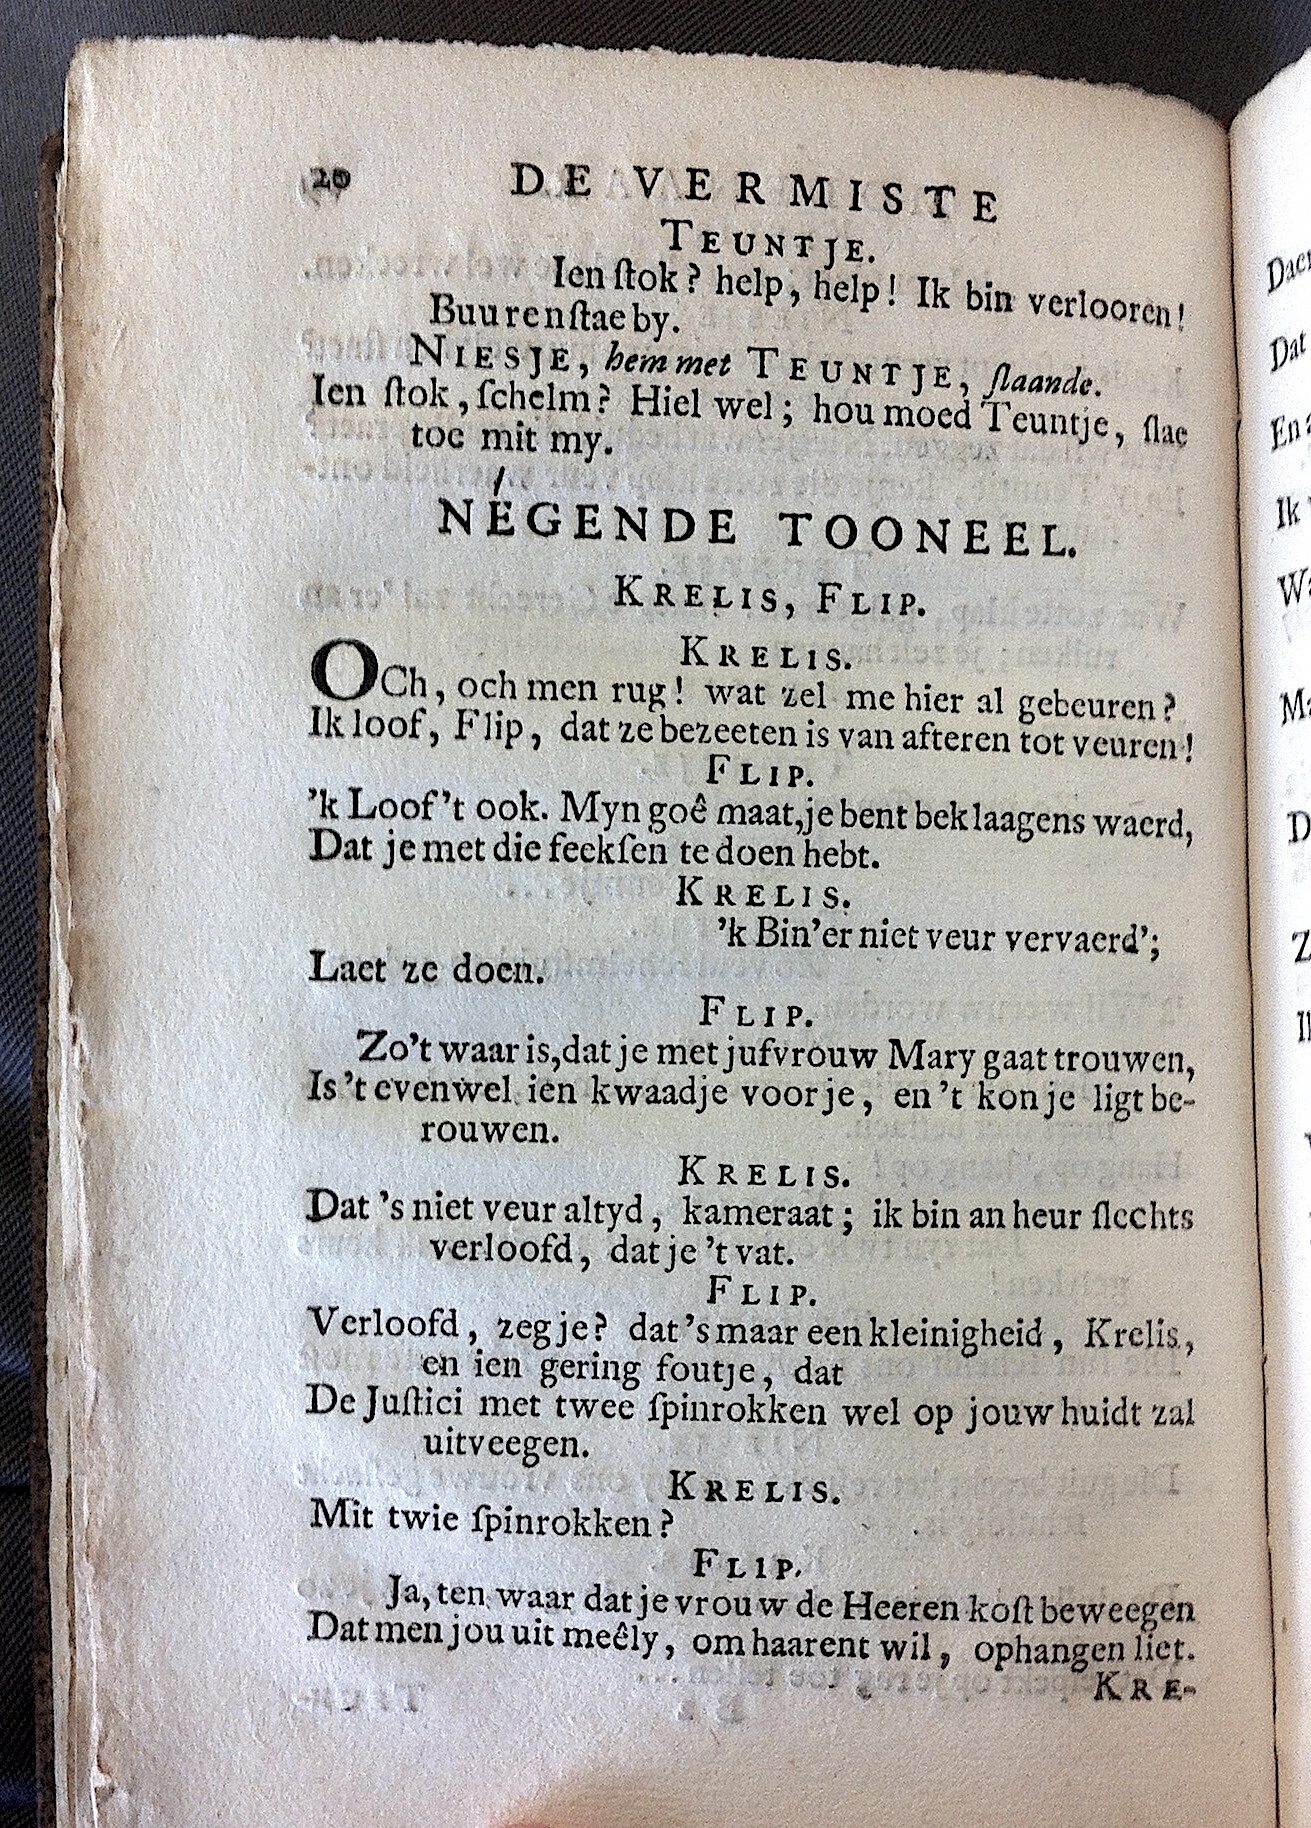 20 DE VERMISTE
TEUNTJE.
Ien ſtok? help, help! Ik bin verlooren!
Buuren ſtae by.
NIESJE, hem met TEUNTJE, ſlaande.
Ien ſtok, ſchelm? Hiel wel; hou moed Teuntje, ſlae
toe mit my.
NÉGENDE TOONEEL.
KRELIS, FLIP.
KRELIS.
OCh, och men rug! wat zel me hier al gebeuren?
Ik loof, Flip, dat ze bezeeten is van afteren tot veuren!
FLIP.
'k Loof 't ook. Myn goê maat, je bent beklaagens waerd,
Dat je met die feekſen te doen hebt.
KRELIS.
'k Bin 'er niet veur vervaerd';
Laet ze doen.
FLIP.
Zo 't waar is, dat je met jufvrouw Mary gaat trouwen,
Is 't evenwel ien kwaadje voor je, en 't kon je ligt be-
rouwen.
KRELIS.
Dat 's niet veur altyd, kameraat; ik bin an heur ſlechts
verloofd, dat je 't vat.
FLIP.
Verloofd, zeg je? dat 's maar een kleinigheid, Krelis,
en ien gering foutje, dat
De Juſtici met twee ſpinrokken wel op jouw huidt zal
uitveegen.
KRELIS.
Mit twie ſpinrokken?
FLIP.
Ja, ten waar dat je vrouw de Heeren koſt beweegen
Dat men jou uit meêly, om haarent wil, ophangen liet.
KRE-